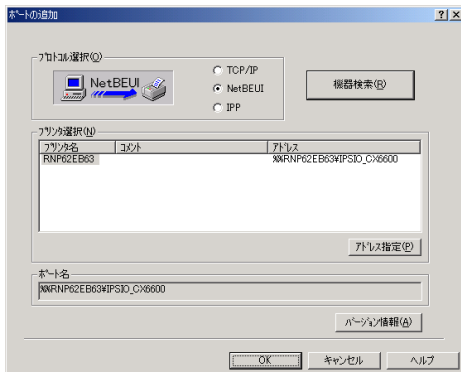 ﾎﾟｰﾄの追加
ﾌﾟﾛﾄｺﾙ選択(O)
NetBEUI
TCP/IP
NetBEUI
IPP
機器検索(R)
ﾌﾟﾘﾝﾀ選択(N)
ﾌﾟﾘﾝﾀ名 ｺﾒﾝﾄ ｱﾄﾞﾚｽ
RNP62EB63 %%RNP62EB63¥IPSIO_CX6600
ｱﾄﾞﾚｽ指定(P)
ﾎﾟｰﾄ名
%%RNP62EB63¥IPSIO_CX6600
ﾊﾞｰｼﾞｮﾝ情報(A)
OK ｷｬﾝｾﾙ ﾍﾙﾌﾟ